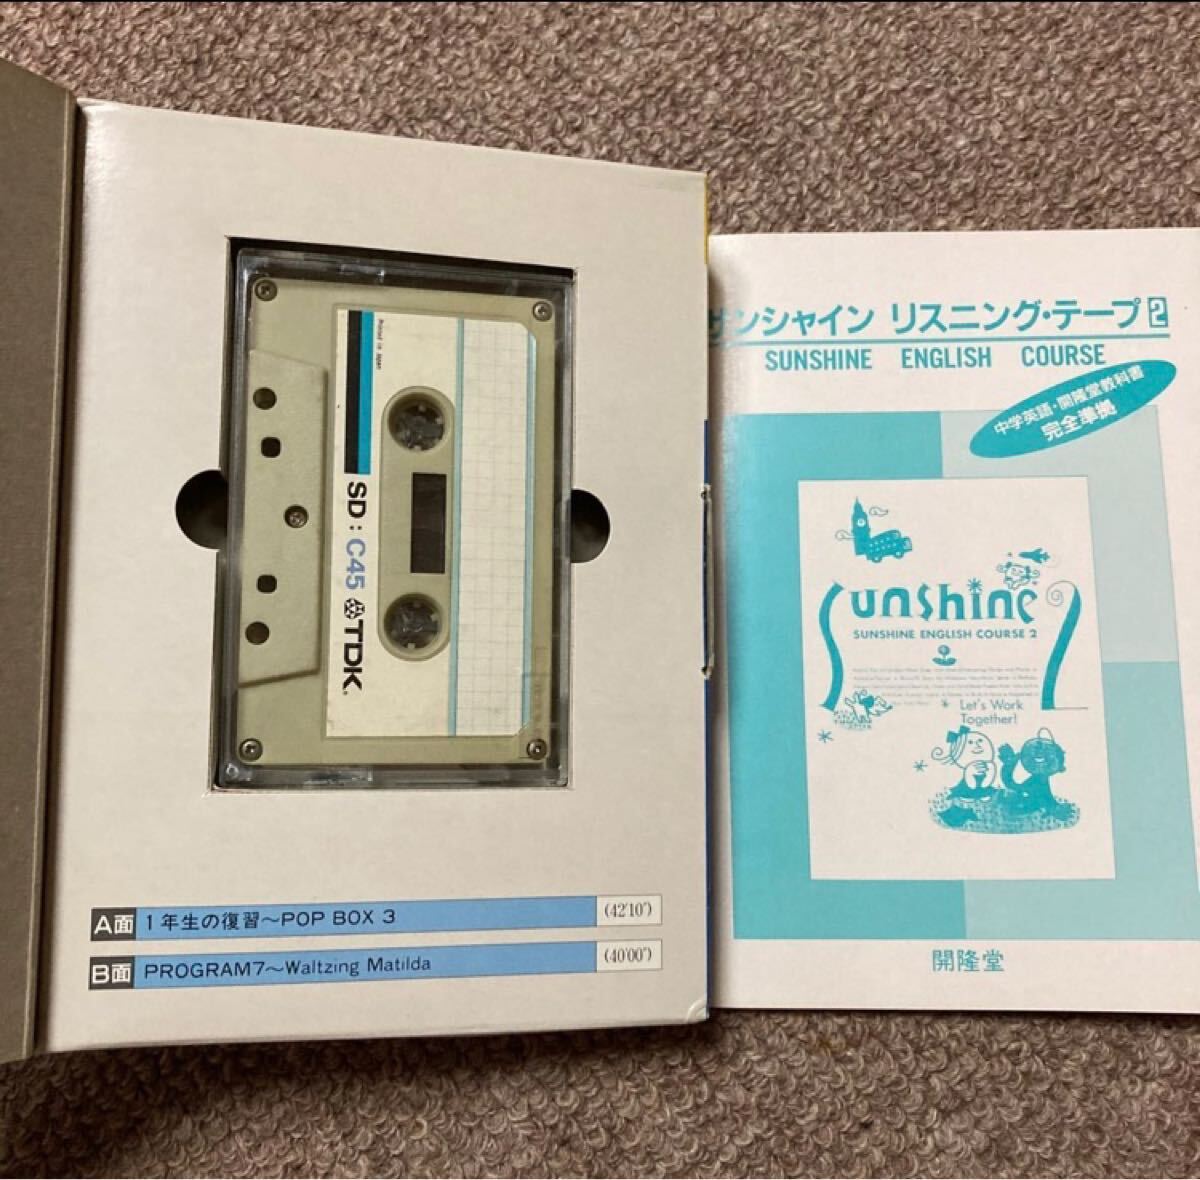 Printed in Japan
SD:C45 TDK.
A面 1年生の復習〜POP BOX 3 (42'10")
B面 PROGRAM7〜Waltzing Matilda (40'00")
サンシャイン リスニング・テープ2
SUNSHINE ENGLISH COURSE
中学英語・開隆堂教科書
完全準拠
Sunshine
SUNSHINE ENGLISH COURSE 2
Let's Work
Together!
開隆堂